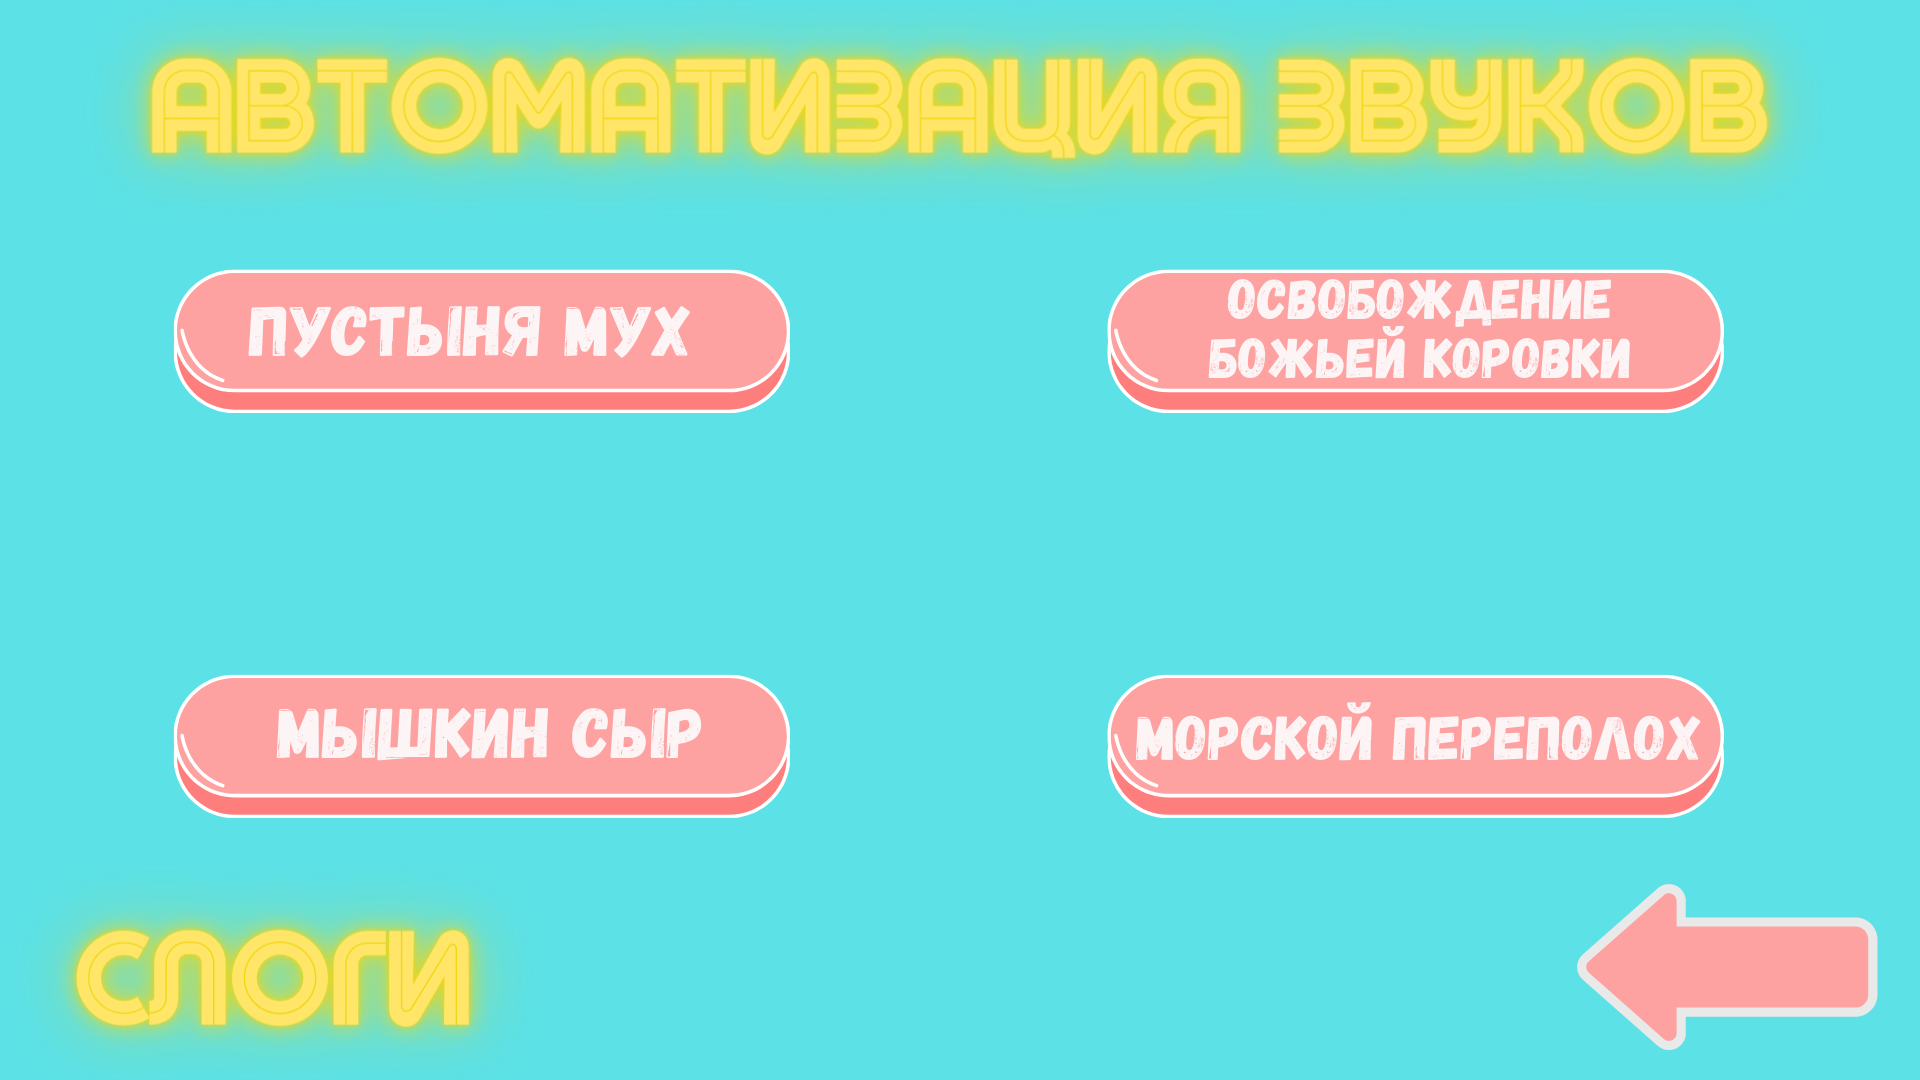 АВТОМАТИЗАЦИЯ ЗВУКОВ
ПУСТЫНЯ МУХ
ОСВОБОЖДЕНИЕ
БОЖЬЕЙ КОРОВКИ
МЫШКИН СЫР
МОРСКОЙ ПЕРЕПОЛОХ
СЛОГИ